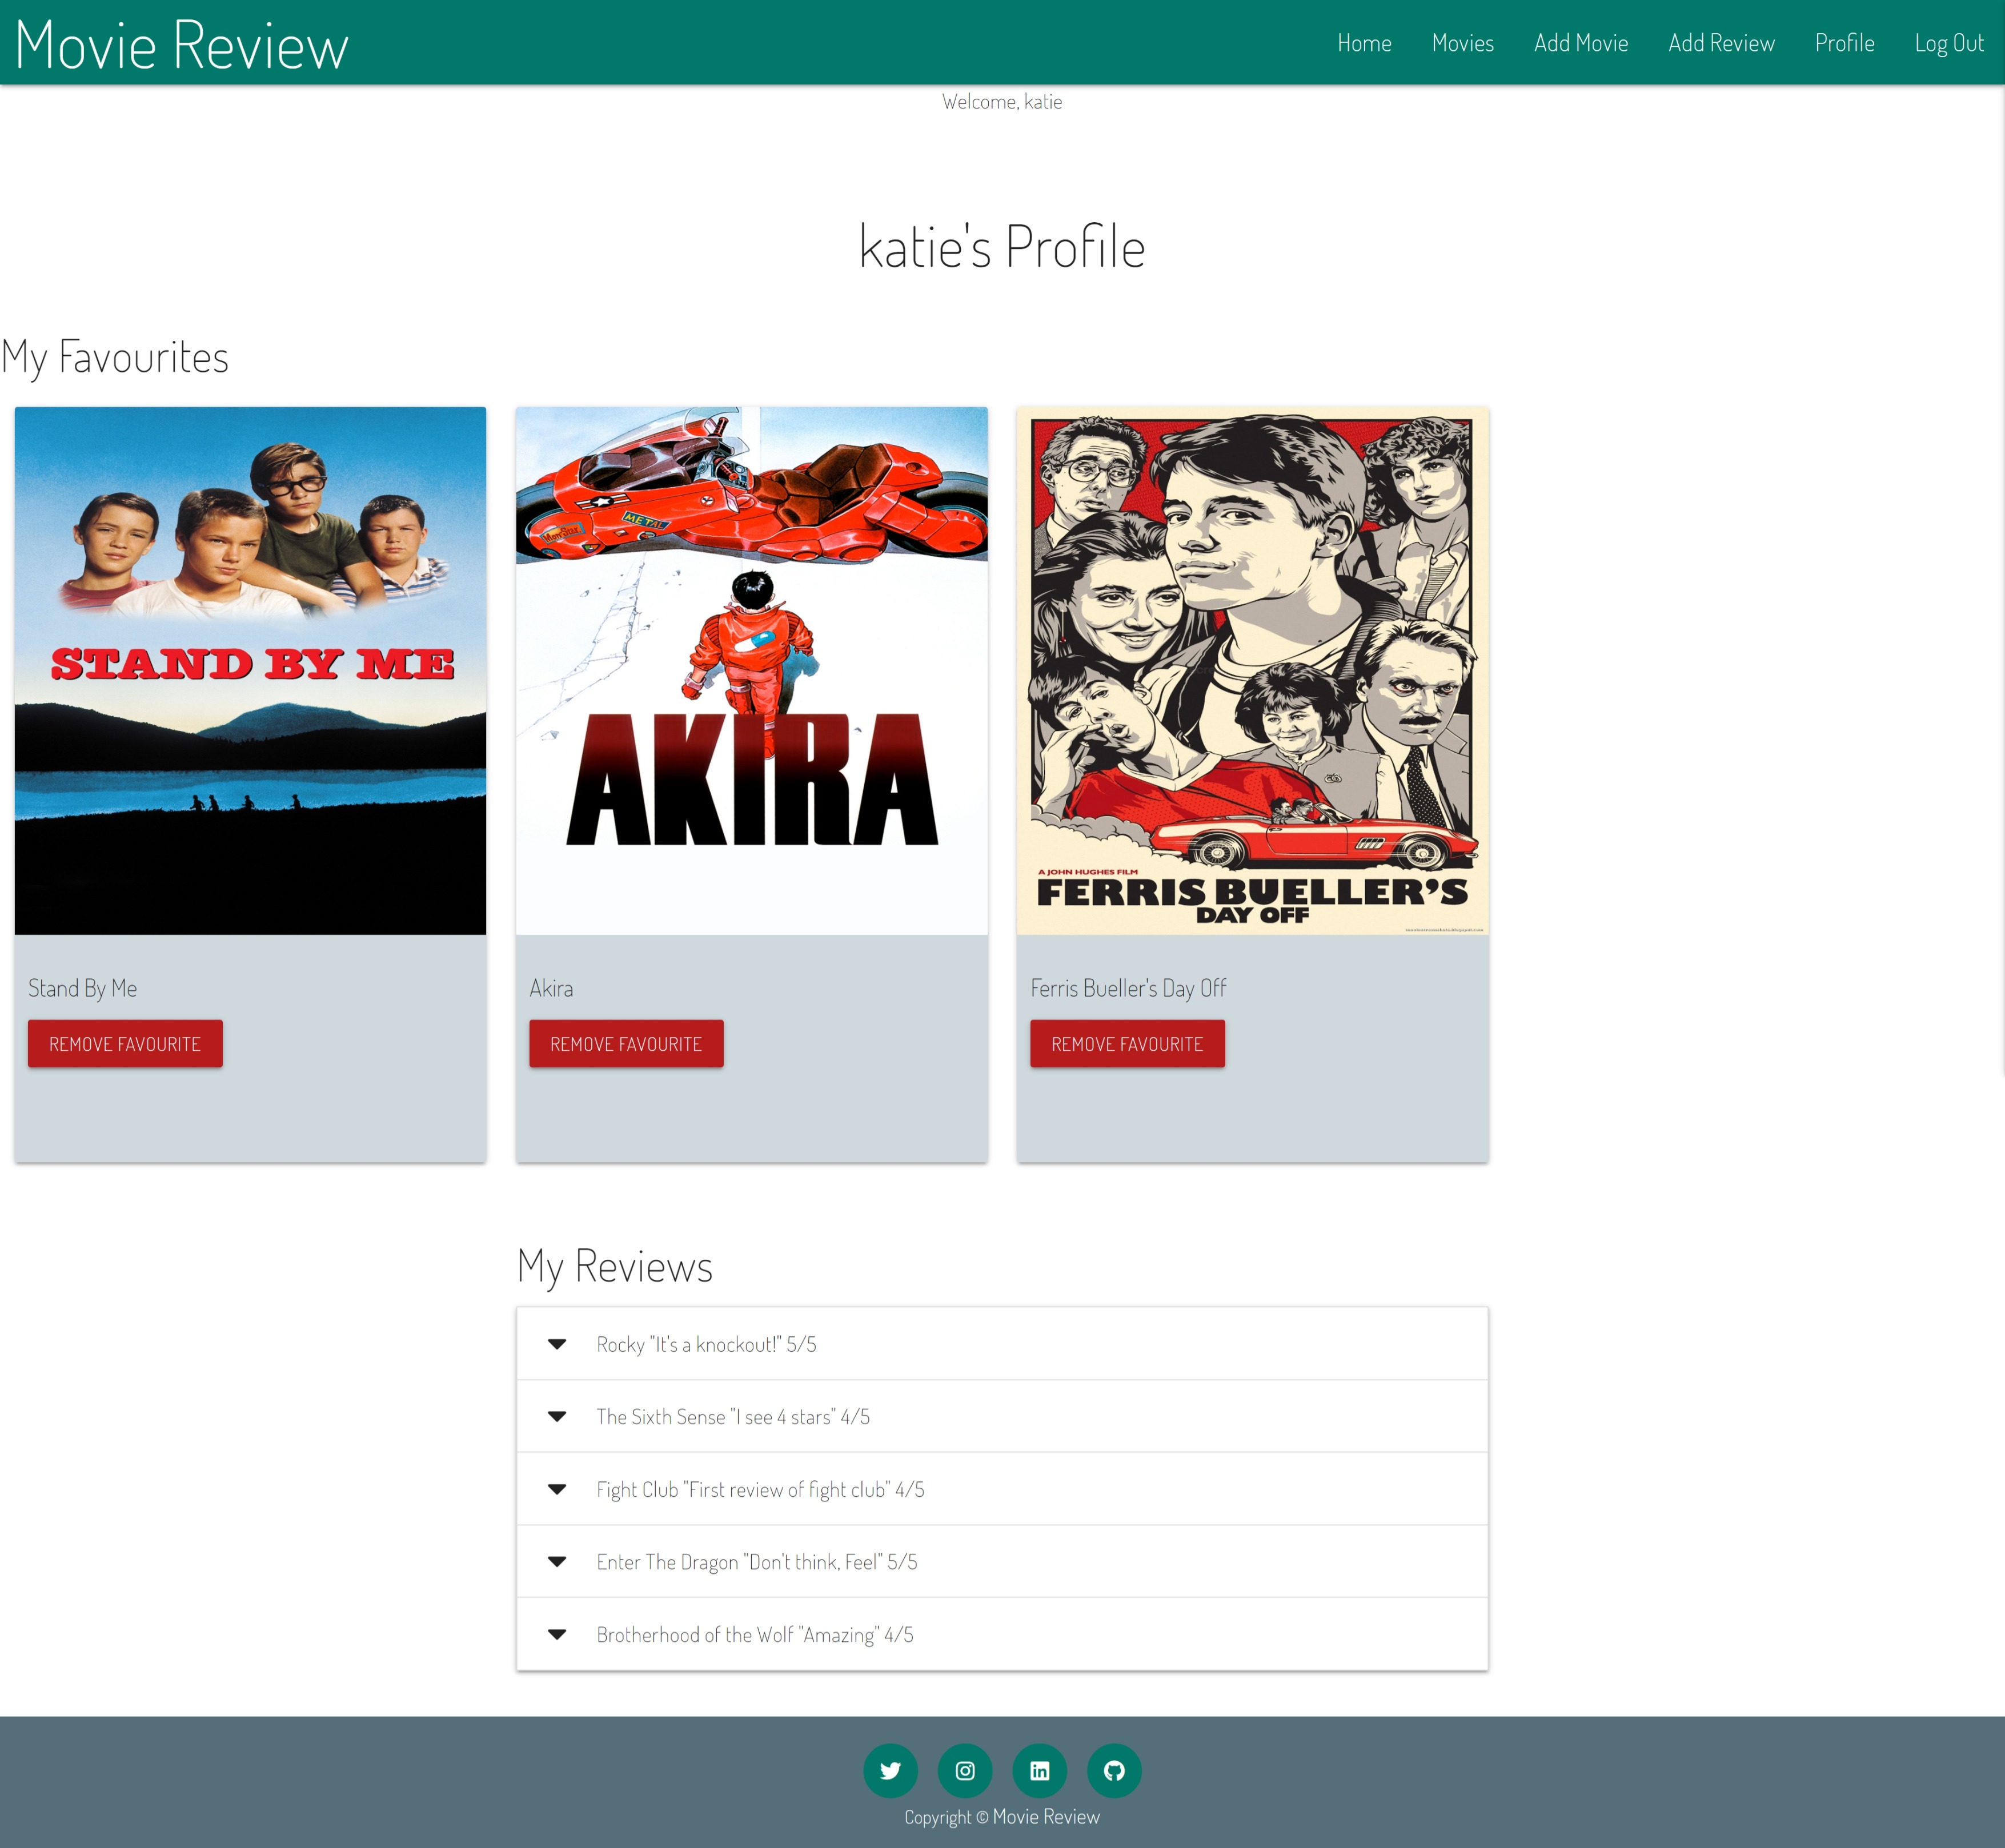 Movie Review
Home Movies Add Movie Add Review Profile Log Out
Welcome, katie
katie's Profile
My Favourites
STAND BY ME
METAL
AKIRA
A JOHN HUGHES FILM
FERRIS BUELLER'S
DAY OFF
Stand By Me
REMOVE FAVOURITE
Akira
REMOVE FAVOURITE
Ferris Bueller's Day Off
REMOVE FAVOURITE
My Reviews
Rocky "It's a knockout!" 5/5
The Sixth Sense "I see 4 stars" 4/5
Fight Club "First review of fight club" 4/5
Enter The Dragon "Don't think, Feel" 5/5
Brotherhood of the Wolf "Amazing" 4/5
Copyright © Movie Review